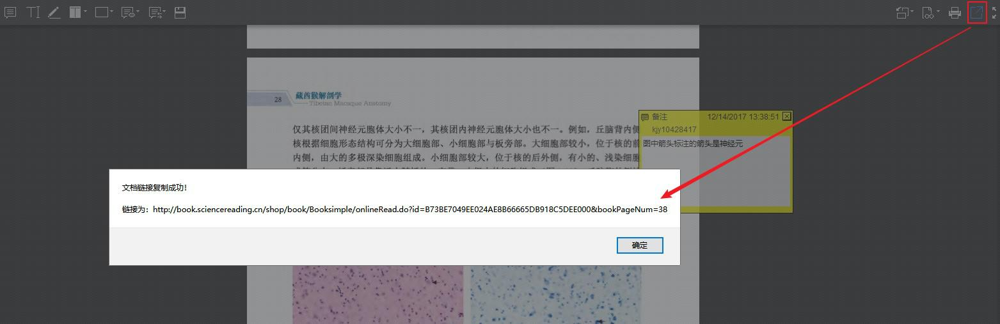 28
藏酋猴解剖学
Tibetan Macaque Anatomy
备注 12/14/2017 13:38:51
kjy10428417
图中箭头标注的箭头是神经元
仅其核团间神经元胞体大小不一，其核团内神经元胞体大小也不一。例如，丘脑背内侧
核根据细胞形态结构可分为大细胞部、小细胞部与板旁部。大细胞部较小，位于核的前
内侧，由大的多极深染细胞组成。小细胞部较大，位于核的后外侧，有小的、浅染细胞
文档链接复制成功！
链接为：http://book.sciencereading.cn/shop/book/Booksimple/onlineRead.do?id=B73BE7049EE024AE8B66665DB918C5DEE000&bookPageNum=38
确定